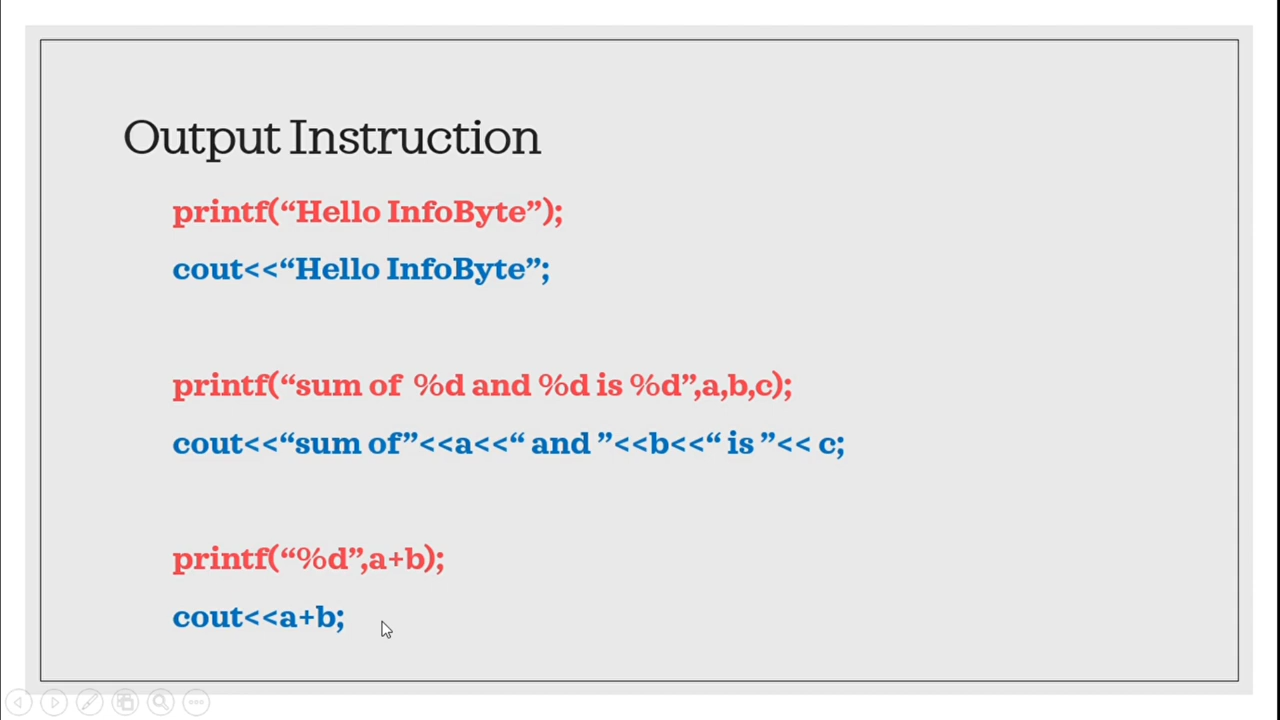 Output Instruction
printf(“Hello InfoByte”);
cout<<“Hello InfoByte”;
printf(“sum of  %d and %d is %d”,a,b,c);
cout<<“sum of”<<a<<“ and ”<<b<<“ is ”<< c;
printf(“%d”,a+b);
cout<<a+b;